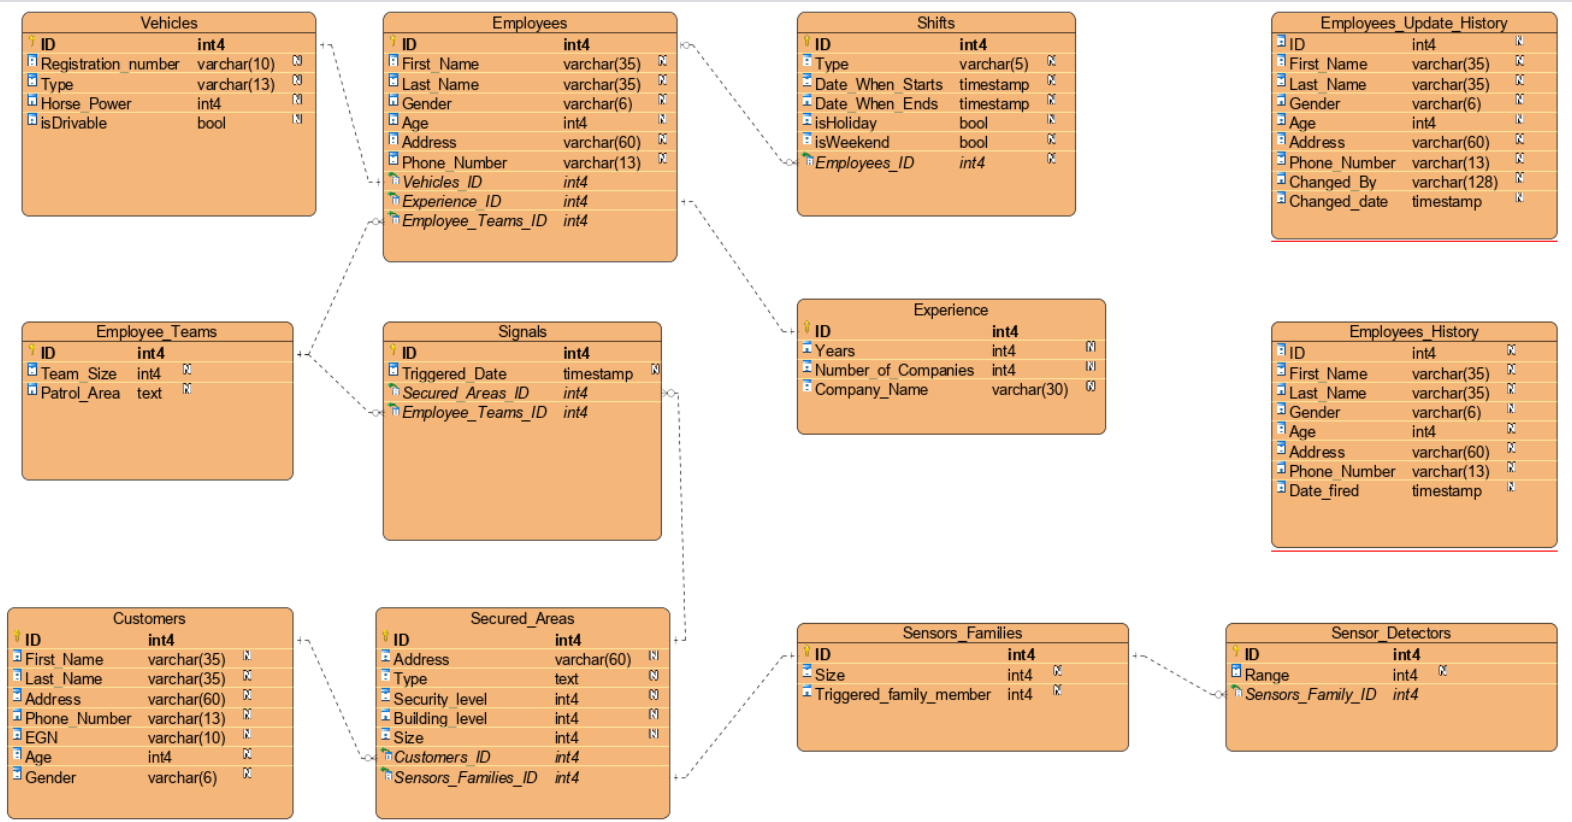 Vehicles
ID int4
Registration_number varchar(10) N
Type varchar(13) N
Horse_Power int4 N
isDrivable bool N
Employees
ID int4
First_Name varchar(35) N
Last_Name varchar(35) N
Gender varchar(6) N
Age int4 N
Address varchar(60) N
Phone_Number varchar(13) N
Vehicles_ID int4
Experience_ID int4
Employee_Teams_ID int4
Shifts
ID int4
Type varchar(5) N
Date_When_Starts timestamp N
Date_When_Ends timestamp N
isHoliday bool N
isWeekend bool N
Employees_ID int4 N
Employees_Update_History
ID int4 N
First_Name varchar(35) N
Last_Name varchar(35) N
Gender varchar(6) N
Age int4 N
Address varchar(60) N
Phone_Number varchar(13) N
Changed_By varchar(128) N
Changed_date timestamp N
Employee_Teams
ID int4
Team_Size int4 N
Patrol_Area text N
Signals
ID int4
Triggered_Date timestamp N
Secured_Areas_ID int4
Employee_Teams_ID int4
Experience
ID int4
Years int4 N
Number_of_Companies int4 N
Company_Name varchar(30) N
Employees_History
ID int4 N
First_Name varchar(35) N
Last_Name varchar(35) N
Gender varchar(6) N
Age int4 N
Address varchar(60) N
Phone_Number varchar(13) N
Date_fired timestamp N
Customers
ID int4
First_Name varchar(35) N
Last_Name varchar(35) N
Address varchar(60) N
Phone_Number varchar(13) N
EGN varchar(10) N
Age int4 N
Gender varchar(6) N
Secured_Areas
ID int4
Address varchar(60) N
Type text N
Security_level int4 N
Building_level int4 N
Size int4 N
Customers_ID int4
Sensors_Families_ID int4
Sensors_Families
ID int4
Size int4 N
Triggered_family_member int4 N
Sensor_Detectors
ID int4
Range int4 N
Sensors_Family_ID int4